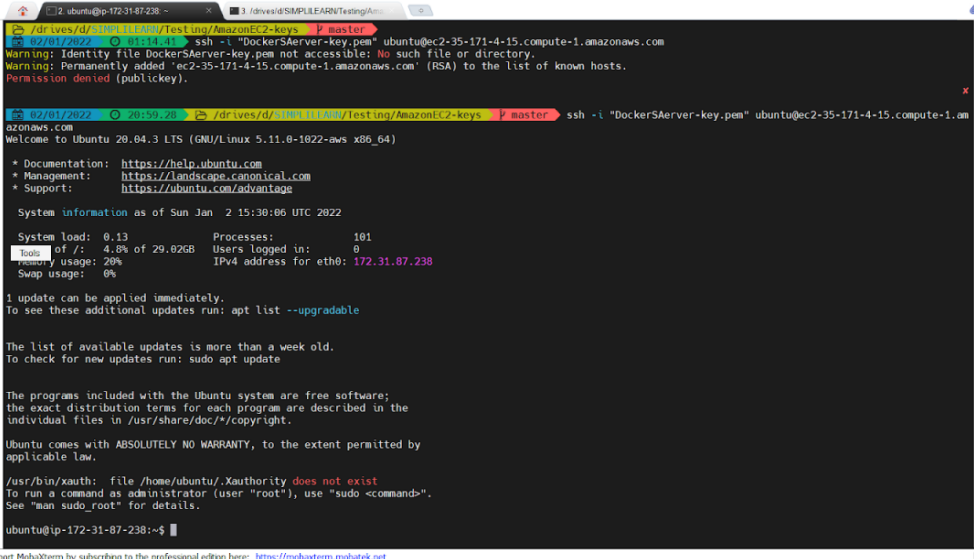 2. ubuntu@ip-172-31-87-238: ~ × 3. /drives/d/SIMPLILEARN/Testing/Ama
/drives/d/SIMPLILEARN/Testing/AmazonEC2-keys master
02/01/2022 01:14.41 ssh -i "DockerSAerver-key.pem" ubuntu@ec2-35-171-4-15.compute-1.amazonaws.com
Warning: Identity file DockerSAerver-key.pem not accessible: No such file or directory.
Warning: Permanently added 'ec2-35-171-4-15.compute-1.amazonaws.com' (RSA) to the list of known hosts.
Permission denied (publickey).
x
02/01/2022 20:59.28 /drives/d/SIMPLILEARN/Testing/AmazonEC2-keys master ssh -i "DockerSAerver-key.pem" ubuntu@ec2-35-171-4-15.compute-1.am
azonaws.com
Welcome to Ubuntu 20.04.3 LTS (GNU/Linux 5.11.0-1022-aws x86_64)
* Documentation: https://help.ubuntu.com
* Management: https://landscape.canonical.com
* Support: https://ubuntu.com/advantage
System information as of Sun Jan 2 15:30:06 UTC 2022
System load: 0.13 Processes: 101
of /: 4.8% of 29.02GB Users logged in: 0
Tools
Memory usage: 20% IPv4 address for eth0: 172.31.87.238
Swap usage: 0%
1 update can be applied immediately.
To see these additional updates run: apt list --upgradable
The list of available updates is more than a week old.
To check for new updates run: sudo apt update
The programs included with the Ubuntu system are free software;
the exact distribution terms for each program are described in the
individual files in /usr/share/doc/*/copyright.
Ubuntu comes with ABSOLUTELY NO WARRANTY, to the extent permitted by
applicable law.
/usr/bin/xauth: file /home/ubuntu/.Xauthority does not exist
To run a command as administrator (user "root"), use "sudo <command>".
See "man sudo_root" for details.
ubuntu@ip-172-31-87-238:~$
port MobaXterm by subscribing to the professional edition here: https://mobaxterm.mobatek.net